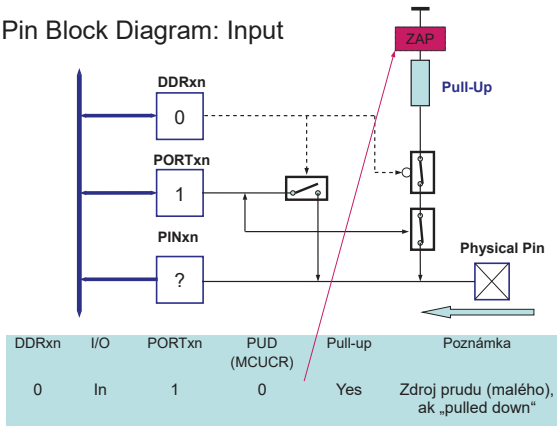 Pin Block Diagram: Input
ZAP
DDRxn
Pull-Up
0
PORTxn
1
PINxn
Physical Pin
?
DDRxn I/O PORTxn PUD Pull-up Poznámka
(MCUCR)
0 In 1 0 Yes Zdroj prudu (malého),
ak „pulled down“